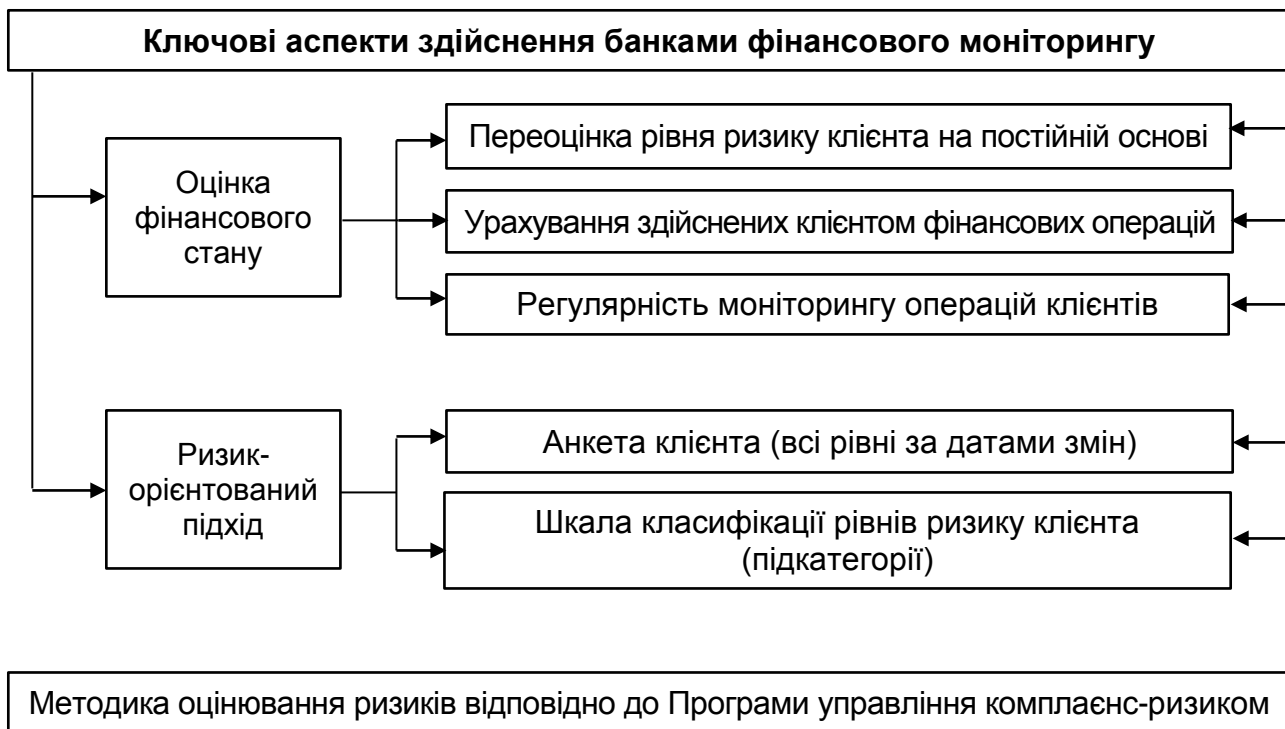 Ключові аспекти здійснення банками фінансового моніторингу
Оцінка
фінансового
стану
Переоцінка рівня ризику клієнта на постійній основі
Урахування здійснених клієнтом фінансових операцій
Регулярність моніторингу операцій клієнтів
Ризик-
орієнтований
підхід
Анкета клієнта (всі рівні за датами змін)
Шкала класифікації рівнів ризику клієнта
(підкатегорії)
Методика оцінювання ризиків відповідно до Програми управління комплаєнс-ризиком